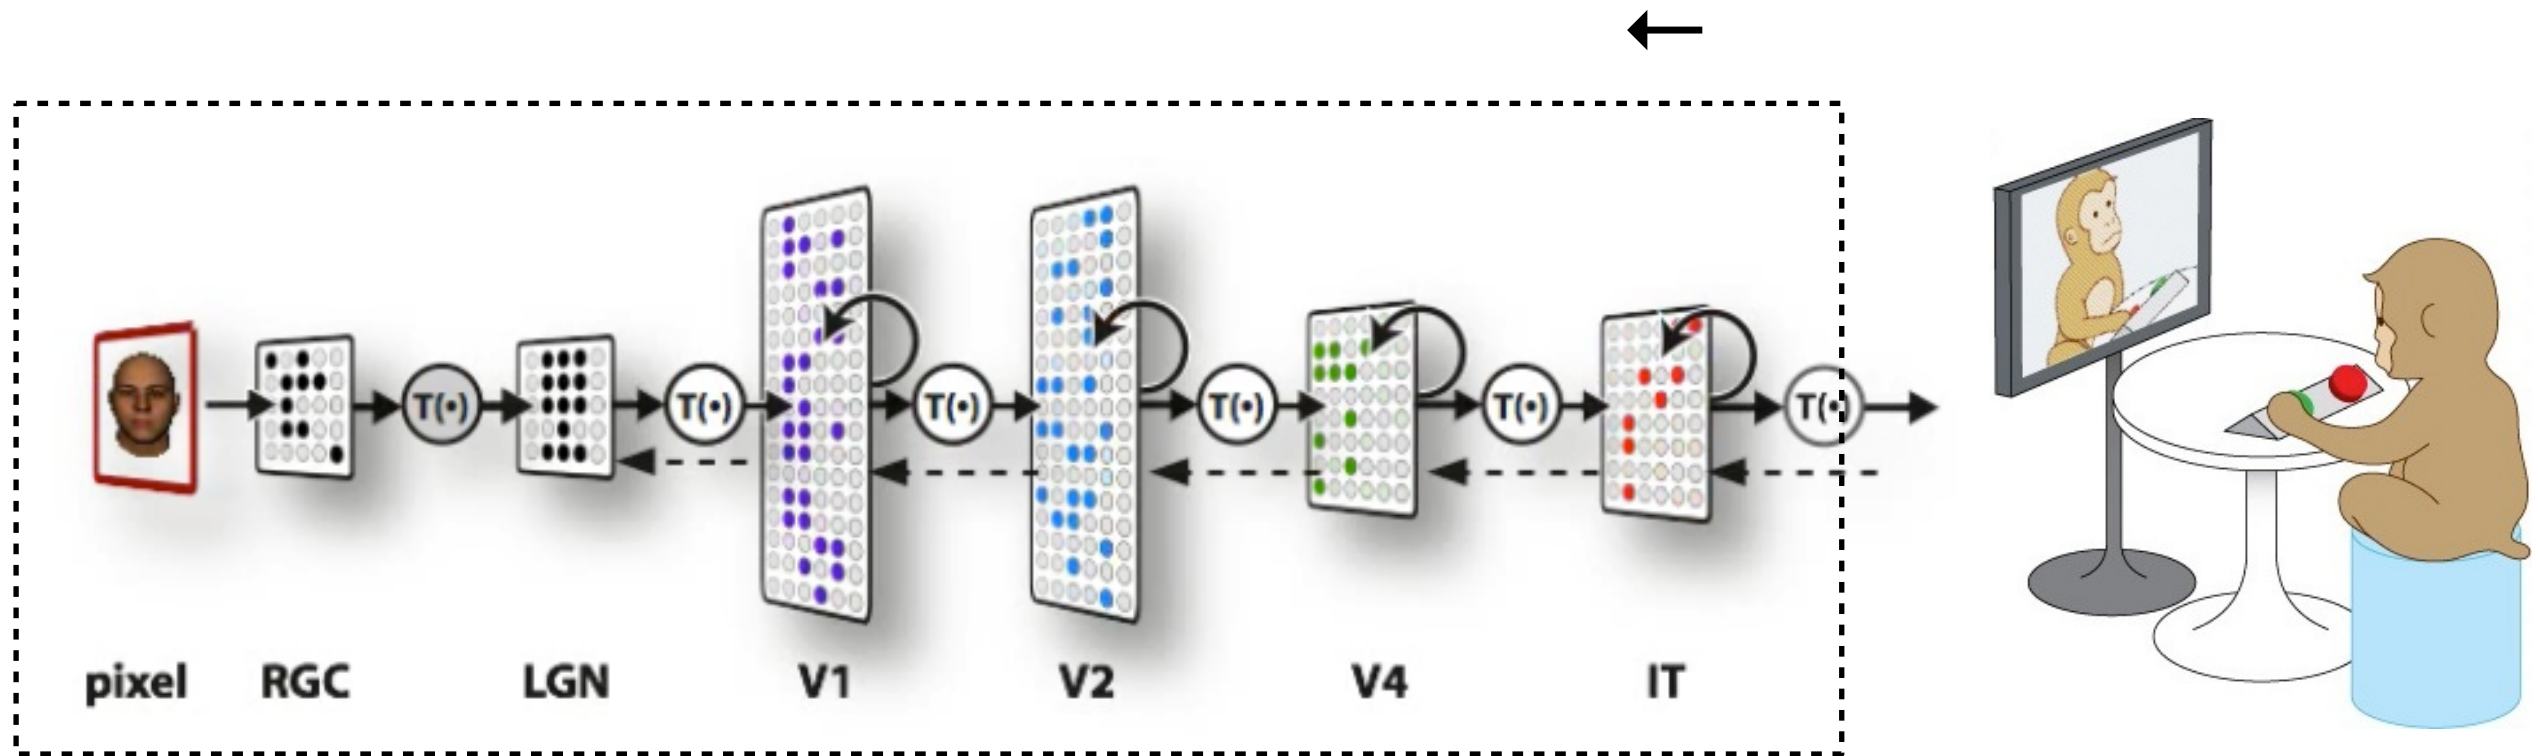 T(•) T(•) T(•) T(•) T(•) T(•)
pixel RGC LGN V1 V2 V4 IT